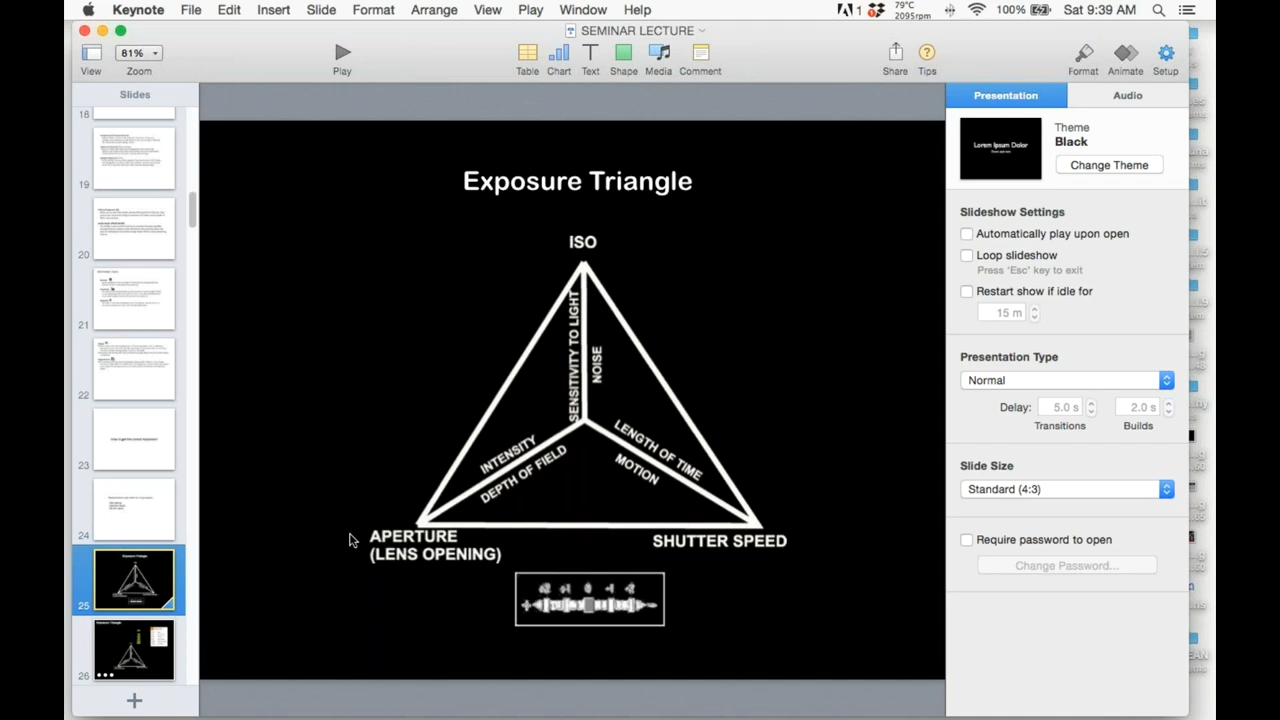 Keynote File Edit Insert Slide Format Arrange View Play Window Help
1
79°C
2095rpm
100%
Sat 9:39 AM
SEMINAR LECTURE
81%
View
Zoom
Play
Table
Chart
Text
Shape
Media
Comment
Share
Tips
Format
Animate
Setup
Slides
18
19
20
21
22
23
24
25
26
Exposure Triangle
ISO
SENSITIVITY TO LIGHT
NOISE
INTENSITY
DEPTH OF FIELD
LENGTH OF TIME
MOTION
APERTURE
(LENS OPENING)
SHUTTER SPEED
Presentation
Audio
Lorem Ipsum Dolor
Theme
Black
Change Theme
Slideshow Settings
Automatically play upon open
Loop slideshow
Press 'Esc' key to exit
Restart show if idle for
15 m
Presentation Type
Normal
Delay:
5.0 s
2.0 s
Transitions
Builds
Slide Size
Standard (4:3)
Require password to open
Change Password...